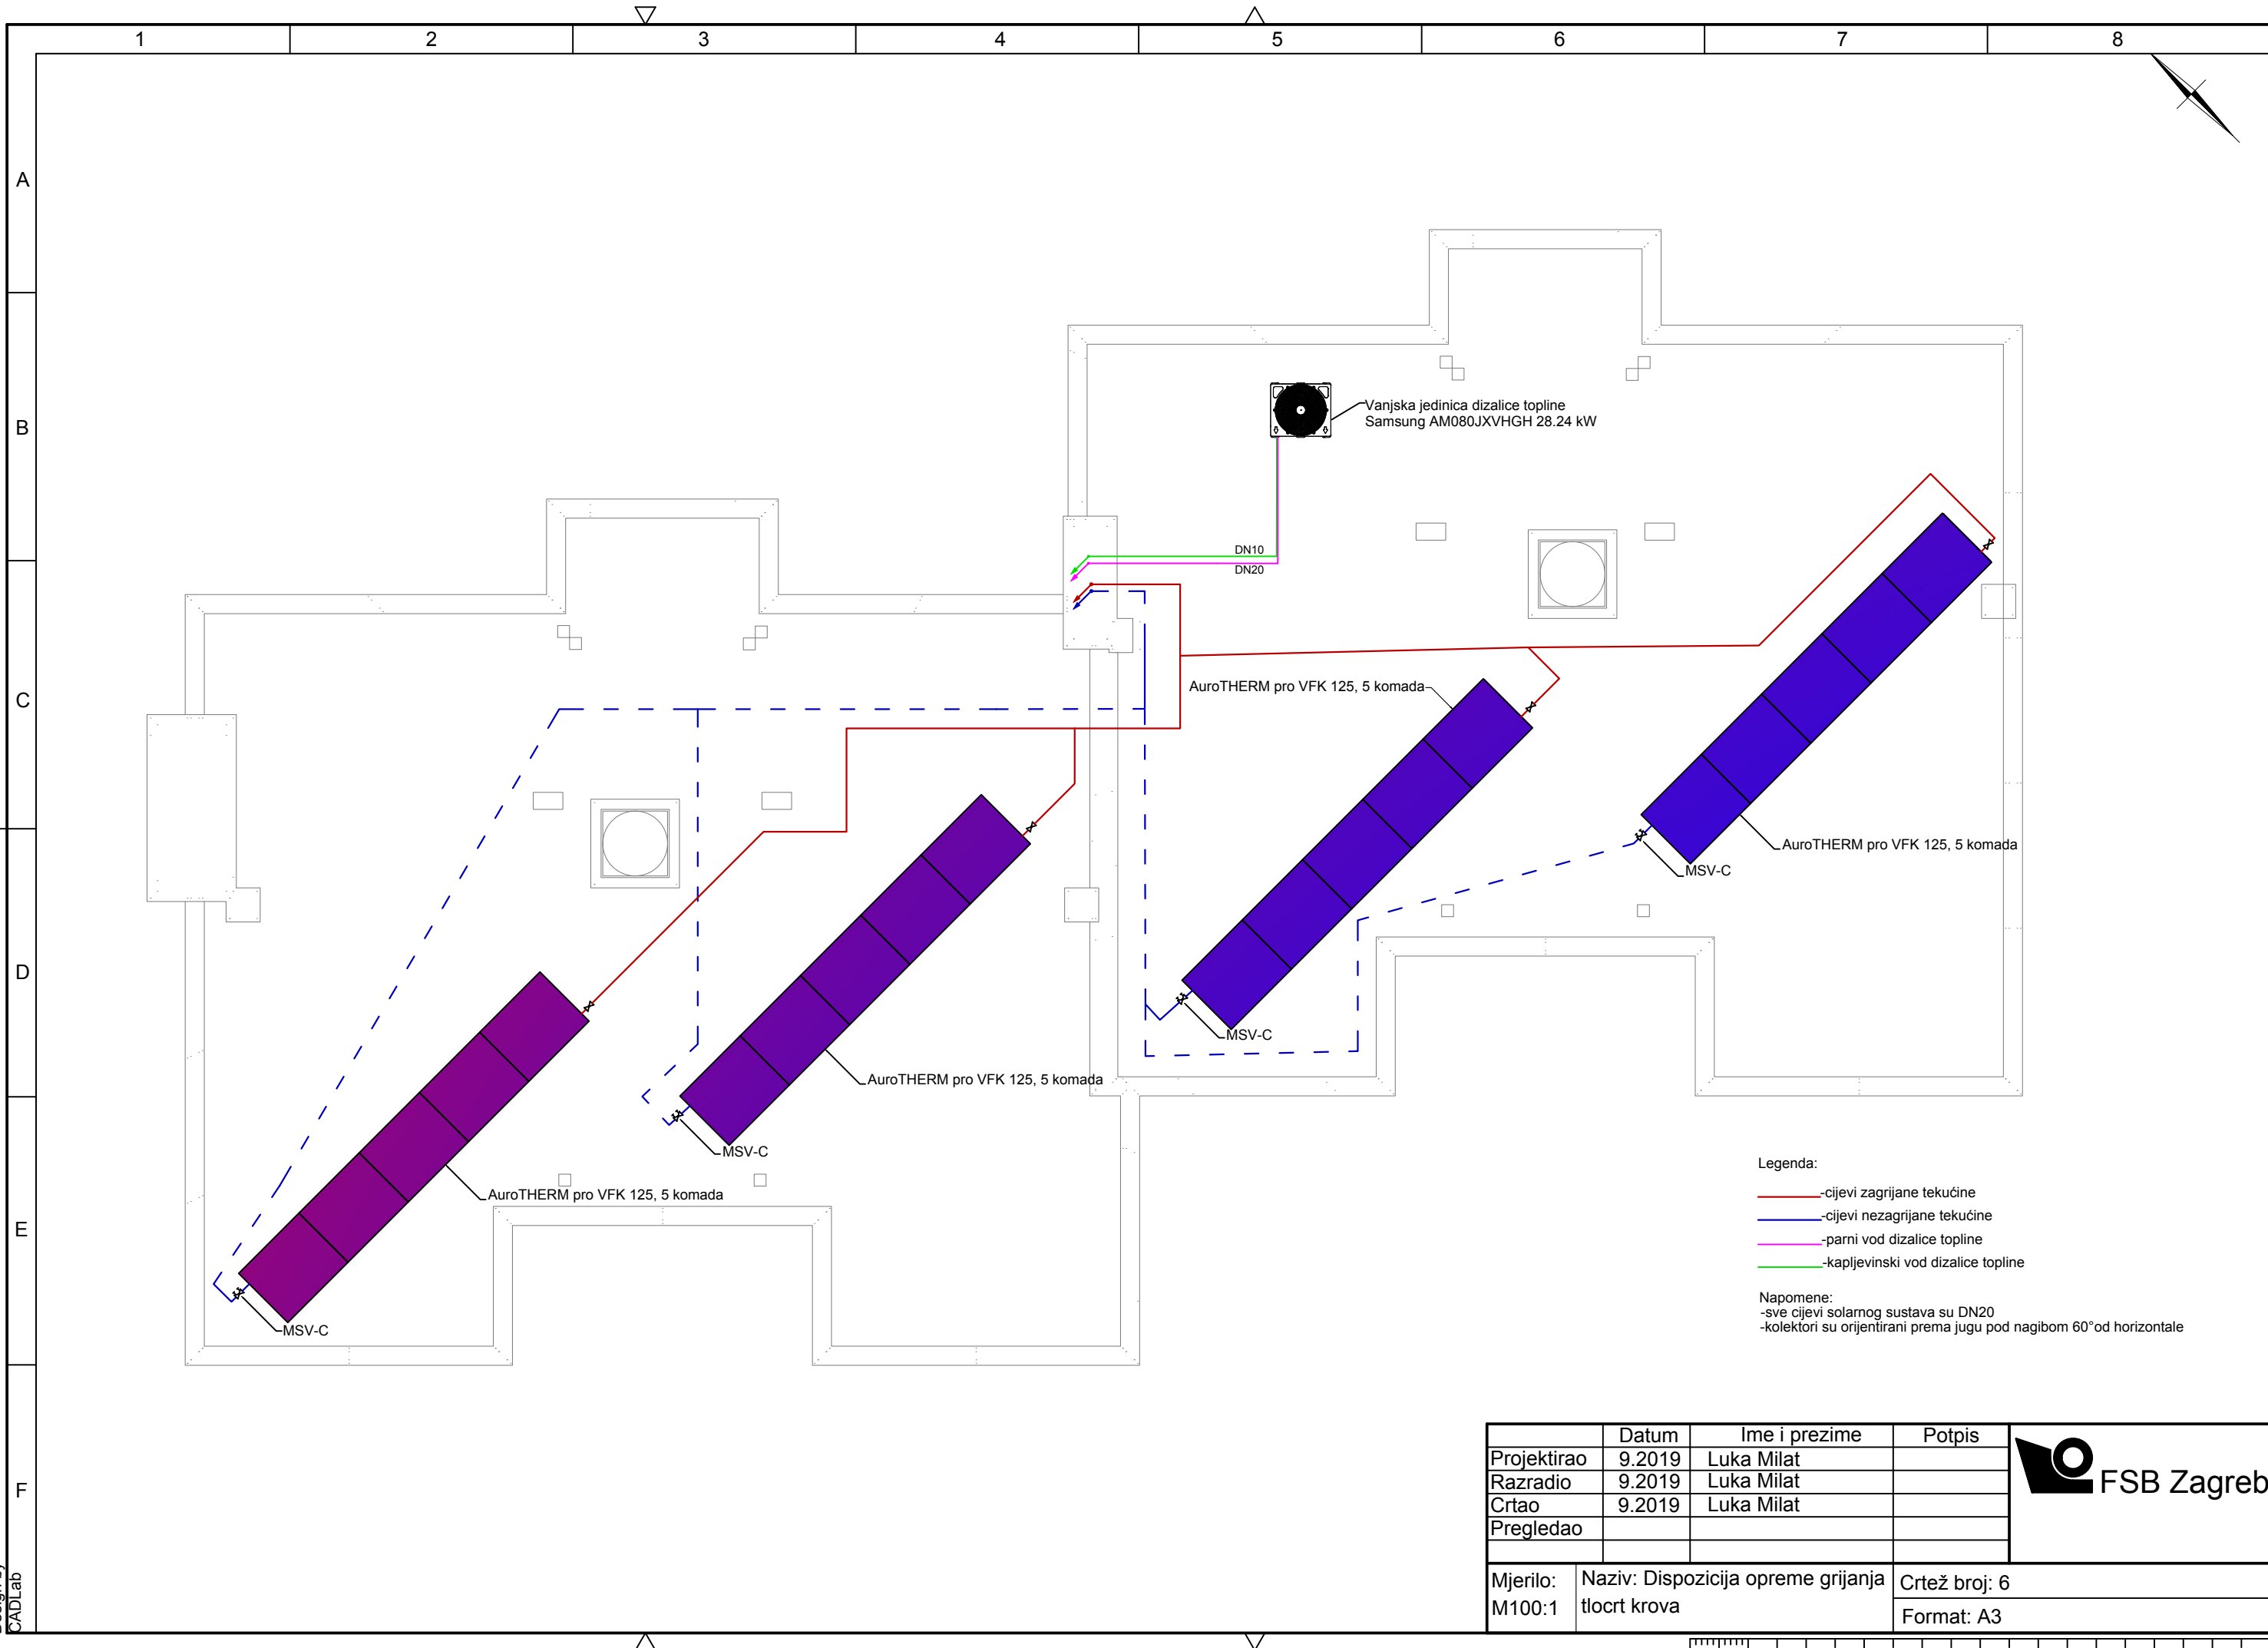 1 2 3 4 5 6 7 8
A
B
C
D
E
F
Vanjska jedinica dizalice topline
Samsung AM080JXVHGH 28.24 kW
DN10
DN20
AuroTHERM pro VFK 125, 5 komada
AuroTHERM pro VFK 125, 5 komada
MSV-C
MSV-C
AuroTHERM pro VFK 125, 5 komada
MSV-C
AuroTHERM pro VFK 125, 5 komada
MSV-C
Legenda:
-cijevi zagrijane tekućine
-cijevi nezagrijane tekućine
-parni vod dizalice topline
-kapljevinski vod dizalice topline
Napomene:
-sve cijevi solarnog sustava su DN20
-kolektori su orijentirani prema jugu pod nagibom 60°od horizontale
Datum Ime i prezime Potpis
Projektirao 9.2019 Luka Milat
Razradio 9.2019 Luka Milat
Crtao 9.2019 Luka Milat
Pregledao
FSB Zagreb
Mjerilo:
M100:1
Naziv: Dispozicija opreme grijanja
tlocrt krova
Crtež broj: 6
Format: A3
CADLab